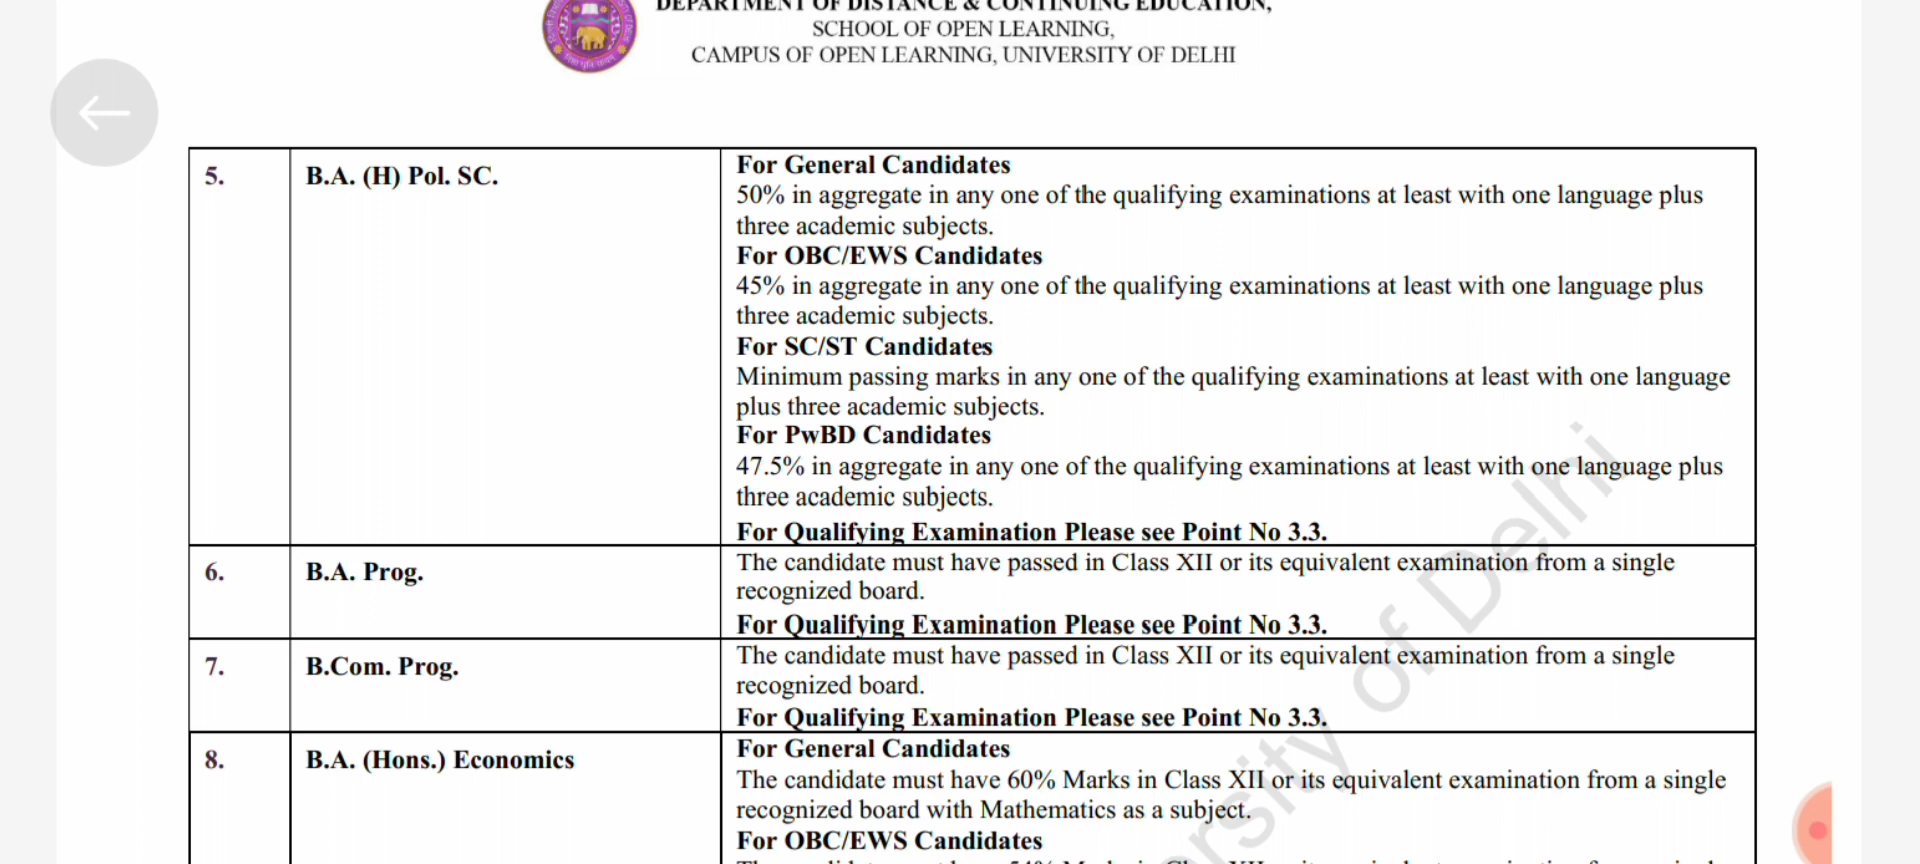 DEPARTMENT OF DISTANCE & CONTINUING EDUCATION,
SCHOOL OF OPEN LEARNING,
CAMPUS OF OPEN LEARNING, UNIVERSITY OF DELHI
5.
B.A. (H) Pol. SC.
For General Candidates
50% in aggregate in any one of the qualifying examinations at least with one language plus
three academic subjects.
For OBC/EWS Candidates
45% in aggregate in any one of the qualifying examinations at least with one language plus
three academic subjects.
For SC/ST Candidates
Minimum passing marks in any one of the qualifying examinations at least with one language
plus three academic subjects.
For PwBD Candidates
47.5% in aggregate in any one of the qualifying examinations at least with one language plus
three academic subjects.
For Qualifying Examination Please see Point No 3.3.
6.
B.A. Prog.
The candidate must have passed in Class XII or its equivalent examination from a single
recognized board.
For Qualifying Examination Please see Point No 3.3.
7.
B.Com. Prog.
The candidate must have passed in Class XII or its equivalent examination from a single
recognized board.
For Qualifying Examination Please see Point No 3.3.
8.
B.A. (Hons.) Economics
For General Candidates
The candidate must have 60% Marks in Class XII or its equivalent examination from a single
recognized board with Mathematics as a subject.
For OBC/EWS Candidates
of Delhi